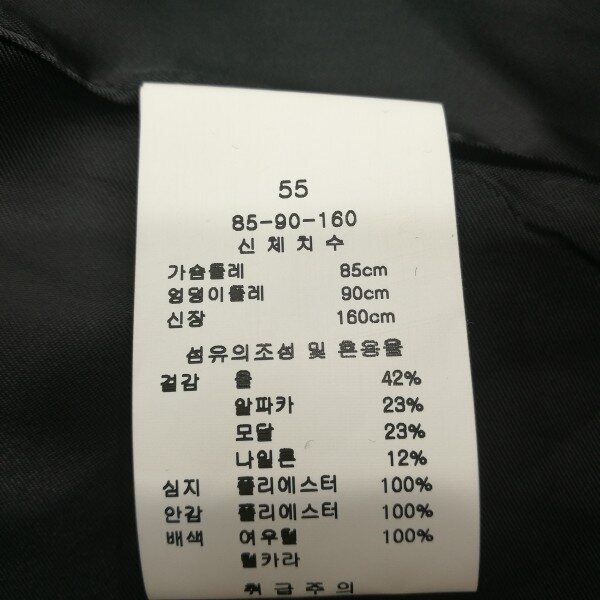 55
85-90-160
신체치수
가슴둘레 85cm
엉덩이둘레 90cm
신장 160cm
섬유의조성 및 혼용율
겉감 울 42%
알파카 23%
모달 23%
나일론 12%
심지 폴리에스터 100%
안감 폴리에스터 100%
배색 여우털 100%
털카라
취급주의